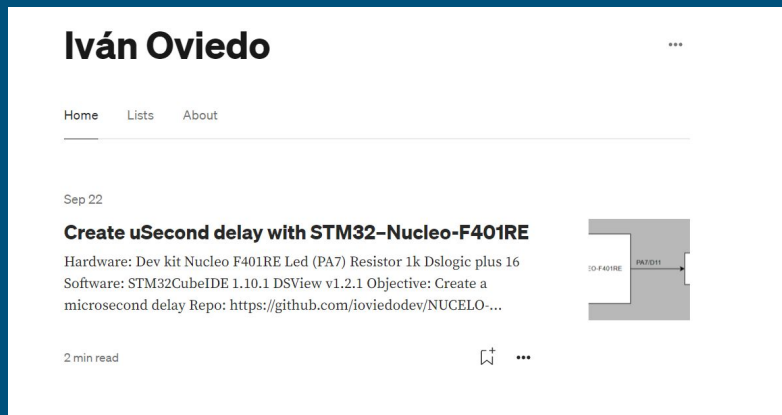 Iván Oviedo
Home Lists About
Sep 22
Create uSecond delay with STM32–Nucleo-F401RE
Hardware: Dev kit Nucleo F401RE Led (PA7) Resistor 1k Dslogic plus 16
Software: STM32CubeIDE 1.10.1 DSView v1.2.1 Objective: Create a
microsecond delay Repo: https://github.com/ioviedodev/NUCELO-...
EO-F401RE PA7/D11
2 min read